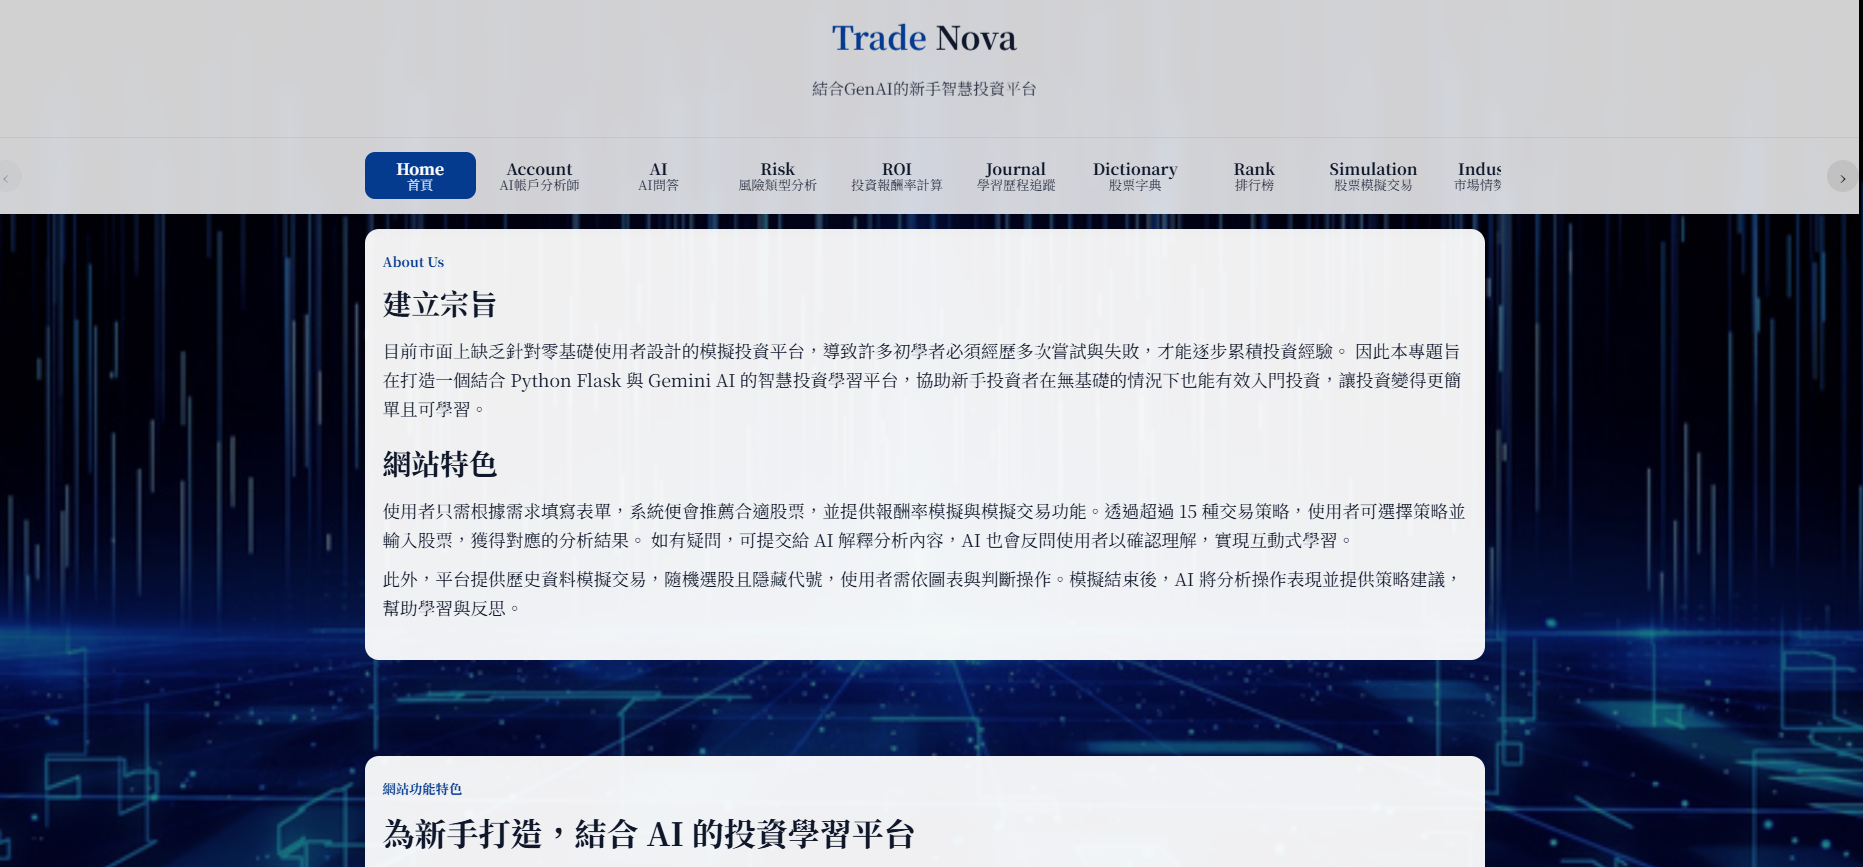 Trade Nova
結合GenAI的新手智慧投資平台
Home
首頁
Account
AI帳戶分析師
AI
AI問答
Risk
風險類型分析
ROI
投資報酬率計算
Journal
學習歷程追蹤
Dictionary
股票字典
Rank
排行榜
Simulation
股票模擬交易
Indus
市場情
About Us
建立宗旨
目前市面上缺乏針對零基礎使用者設計的模擬投資平台，導致許多初學者必須經歷多次嘗試與失敗，才能逐步累積投資經驗。 因此本專題旨
在打造一個結合 Python Flask 與 Gemini AI 的智慧投資學習平台，協助新手投資者在無基礎的情況下也能有效入門投資，讓投資變得更簡
單且可學習。
網站特色
使用者只需根據需求填寫表單，系統便會推薦合適股票，並提供報酬率模擬與模擬交易功能。透過超過 15 種交易策略，使用者可選擇策略並
輸入股票，獲得對應的分析結果。 如有疑問，可提交給 AI 解釋分析內容，AI 也會反問使用者以確認理解，實現互動式學習。
此外，平台提供歷史資料模擬交易，隨機選股且隱藏代號，使用者需依圖表與判斷操作。模擬結束後，AI 將分析操作表現並提供策略建議，
幫助學習與反思。
網站功能特色
為新手打造，結合 AI 的投資學習平台